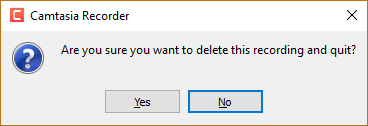 Camtasia Recorder
Are you sure you want to delete this recording and quit?
Yes No